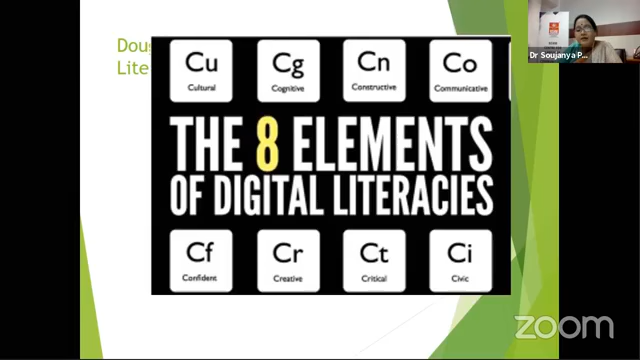 Dou
Lite
Cu Cg Cn Co
Cultural Cognitive Constructive Communicative
THE 8 ELEMENTS
OF DIGITAL LITERACIES
Cf Cr Ct Ci
Confident Creative Critical Civic
Dr Soujanya P...
zoom